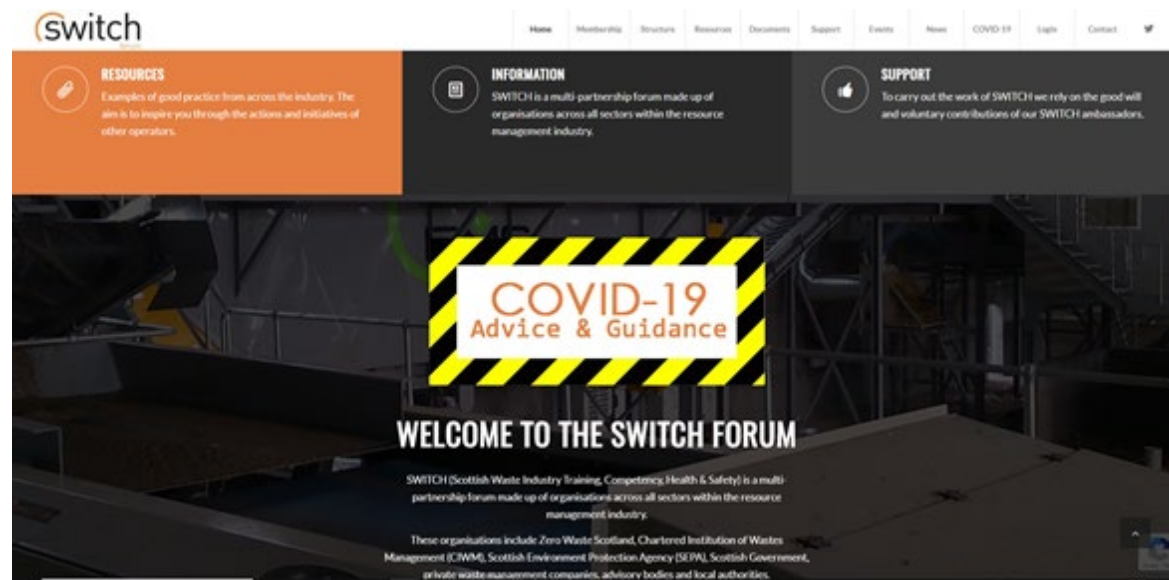 switch
forum
Home Membership Structure Resources Documents Support Events News COVID-19 Login Contact
RESOURCES
Examples of good practice from across the industry. The
aim is to inspire you through the actions and initiatives of
other operators.
INFORMATION
SWITCH is a multi-partnership forum made up of
organisations across all sectors within the resource
management industry.
SUPPORT
To carry out the work of SWITCH we rely on the good will
and voluntary contributions of our SWITCH ambassadors.
COVID-19
Advice & Guidance
WELCOME TO THE SWITCH FORUM
SWITCH (Scottish Waste Industry Training, Competency, Health & Safety) is a multi-
partnership forum made up of organisations across all sectors within the resource
management industry.
These organisations include Zero Waste Scotland, Chartered Institution of Wastes
Management (CIWM), Scottish Environment Protection Agency (SEPA), Scottish Government,
private waste management companies, advisory bodies and local authorities.